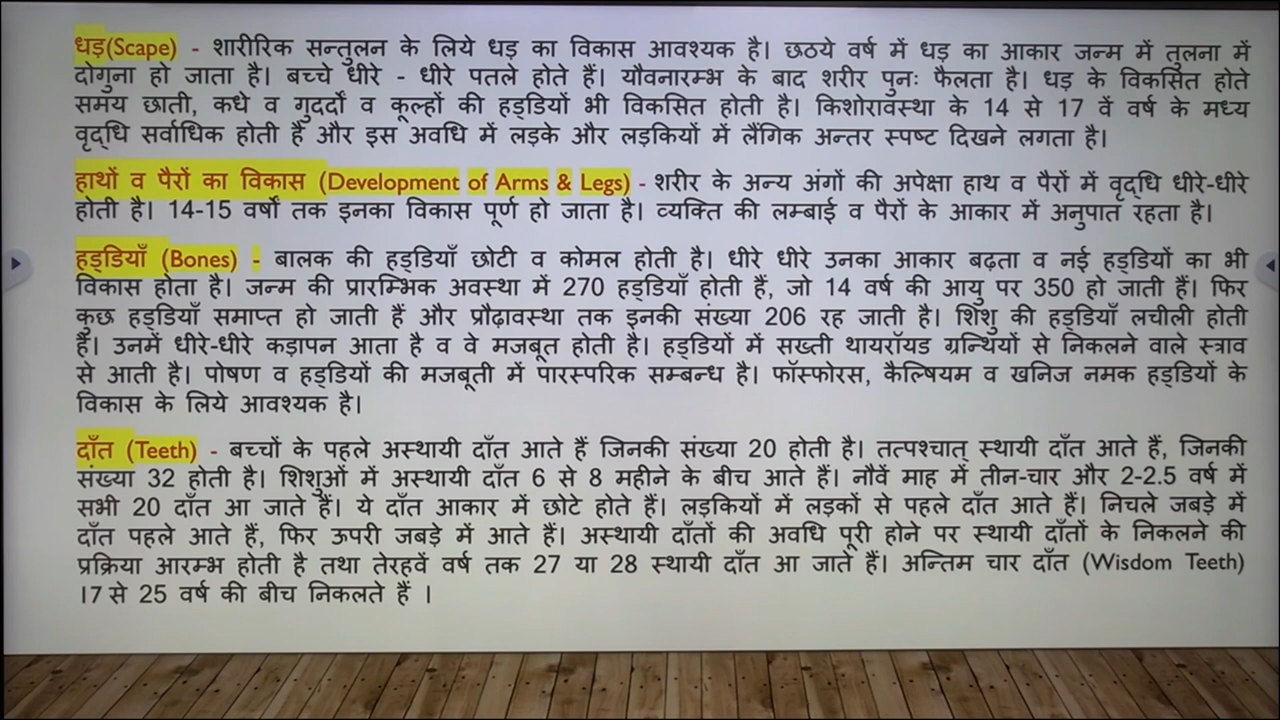 धड़(Scape) - शारीरिक सन्तुलन के लिये धड़ का विकास आवश्यक है। छठये वर्ष में धड़ का आकार जन्म में तुलना में
दोगुना हो जाता है। बच्चे धीरे - धीरे पतले होते हैं। यौवनारम्भ के बाद शरीर पुनः फैलता है। धड़ के विकसित होते
समय छाती, कधे व गुदर्दों व कूल्हों की हड्डियों भी विकसित होती है। किशोरावस्था के 14 से 17 वें वर्ष के मध्य
वृद्धि सर्वाधिक होती है और इस अवधि में लड़के और लड़कियों में लैंगिक अन्तर स्पष्ट दिखने लगता है।
हाथों व पैरों का विकास (Development of Arms & Legs) - शरीर के अन्य अंगों की अपेक्षा हाथ व पैरों में वृद्धि धीरे-धीरे
होती है। 14-15 वर्षों तक इनका विकास पूर्ण हो जाता है। व्यक्ति की लम्बाई व पैरों के आकार में अनुपात रहता है।
हड्डियाँ (Bones) - बालक की हड्डियाँ छोटी व कोमल होती है। धीरे धीरे उनका आकार बढ़ता व नई हड्डियों का भी
विकास होता है। जन्म की प्रारम्भिक अवस्था में 270 हड्डियाँ होती हैं, जो 14 वर्ष की आयु पर 350 हो जाती हैं। फिर
कुछ हड्डियाँ समाप्त हो जाती हैं और प्रौढ़ावस्था तक इनकी संख्या 206 रह जाती है। शिशु की हड्डियाँ लचीली होती
हैं। उनमें धीरे-धीरे कड़ापन आता है व वे मजबूत होती है। हड्डियों में सख्ती थायरॉयड ग्रन्थियों से निकलने वाले स्त्राव
से आती है। पोषण व हड्डियों की मजबूती में पारस्परिक सम्बन्ध है। फॉस्फोरस, कैल्षियम व खनिज नमक हड्डियों के
विकास के लिये आवश्यक है।
दाँत (Teeth) - बच्चों के पहले अस्थायी दाँत आते हैं जिनकी संख्या 20 होती है। तत्पश्चात् स्थायी दाँत आते हैं, जिनकी
संख्या 32 होती है। शिशुओं में अस्थायी दाँत 6 से 8 महीने के बीच आते हैं। नौवें माह में तीन-चार और 2-2.5 वर्ष में
सभी 20 दाँत आ जाते हैं। ये दाँत आकार में छोटे होते हैं। लड़कियों में लड़कों से पहले दाँत आते हैं। निचले जबड़े में
दाँत पहले आते हैं, फिर ऊपरी जबड़े में आते हैं। अस्थायी दाँतों की अवधि पूरी होने पर स्थायी दाँतों के निकलने की
प्रक्रिया आरम्भ होती है तथा तेरहवें वर्ष तक 27 या 28 स्थायी दाँत आ जाते हैं। अन्तिम चार दाँत (Wisdom Teeth)
।7 से 25 वर्ष की बीच निकलते हैं ।